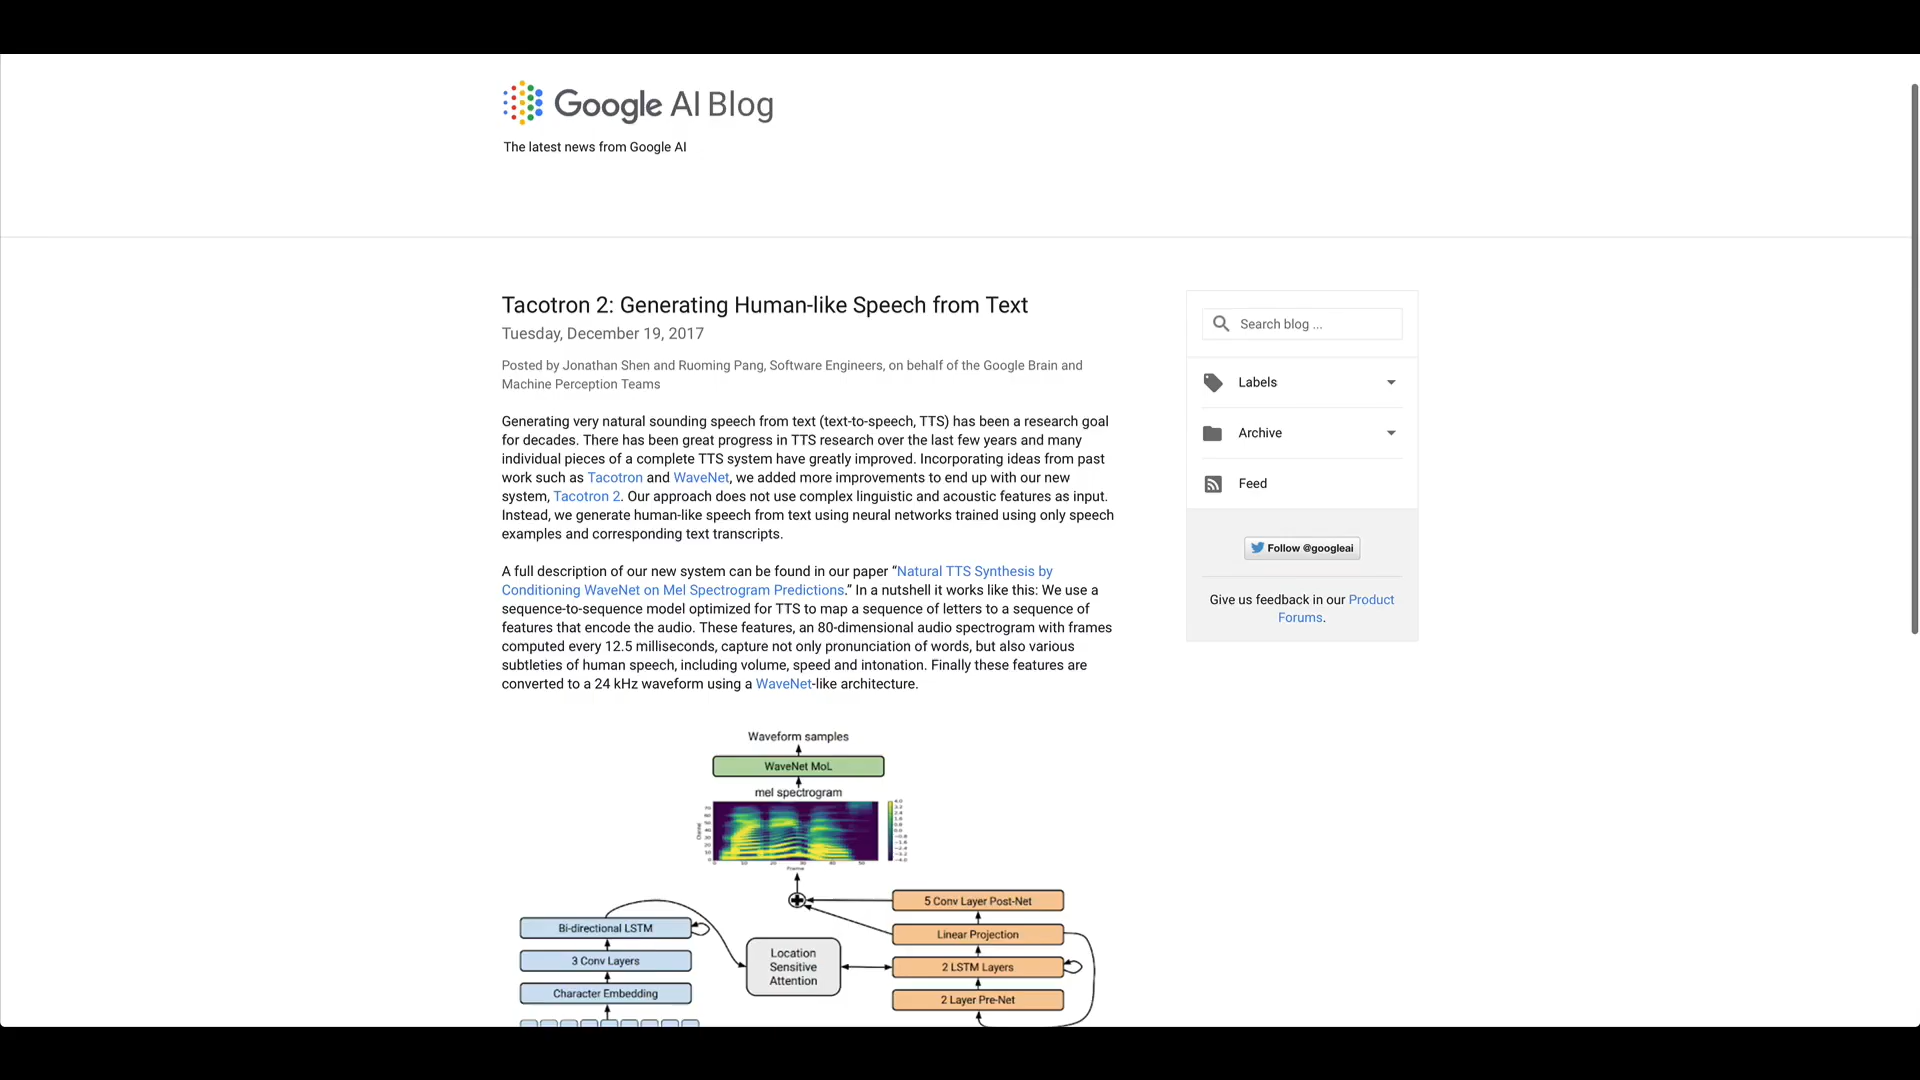 Google AI Blog
The latest news from Google AI
Tacotron 2: Generating Human-like Speech from Text
Tuesday, December 19, 2017
Posted by Jonathan Shen and Ruoming Pang, Software Engineers, on behalf of the Google Brain and
Machine Perception Teams
Generating very natural sounding speech from text (text-to-speech, TTS) has been a research goal
for decades. There has been great progress in TTS research over the last few years and many
individual pieces of a complete TTS system have greatly improved. Incorporating ideas from past
work such as Tacotron and WaveNet, we added more improvements to end up with our new
system, Tacotron 2. Our approach does not use complex linguistic and acoustic features as input.
Instead, we generate human-like speech from text using neural networks trained using only speech
examples and corresponding text transcripts.
A full description of our new system can be found in our paper “Natural TTS Synthesis by
Conditioning WaveNet on Mel Spectrogram Predictions.” In a nutshell it works like this: We use a
sequence-to-sequence model optimized for TTS to map a sequence of letters to a sequence of
features that encode the audio. These features, an 80-dimensional audio spectrogram with frames
computed every 12.5 milliseconds, capture not only pronunciation of words, but also various
subtleties of human speech, including volume, speed and intonation. Finally these features are
converted to a 24 kHz waveform using a WaveNet-like architecture.
Waveform samples
WaveNet MoL
mel spectrogram
5 Conv Layer Post-Net
Bi-directional LSTM
Linear Projection
3 Conv Layers
Location
Sensitive
Attention
2 LSTM Layers
Character Embedding
2 Layer Pre-Net
Search blog ...
Labels
Archive
Feed
Follow @googleai
Give us feedback in our Product
Forums.